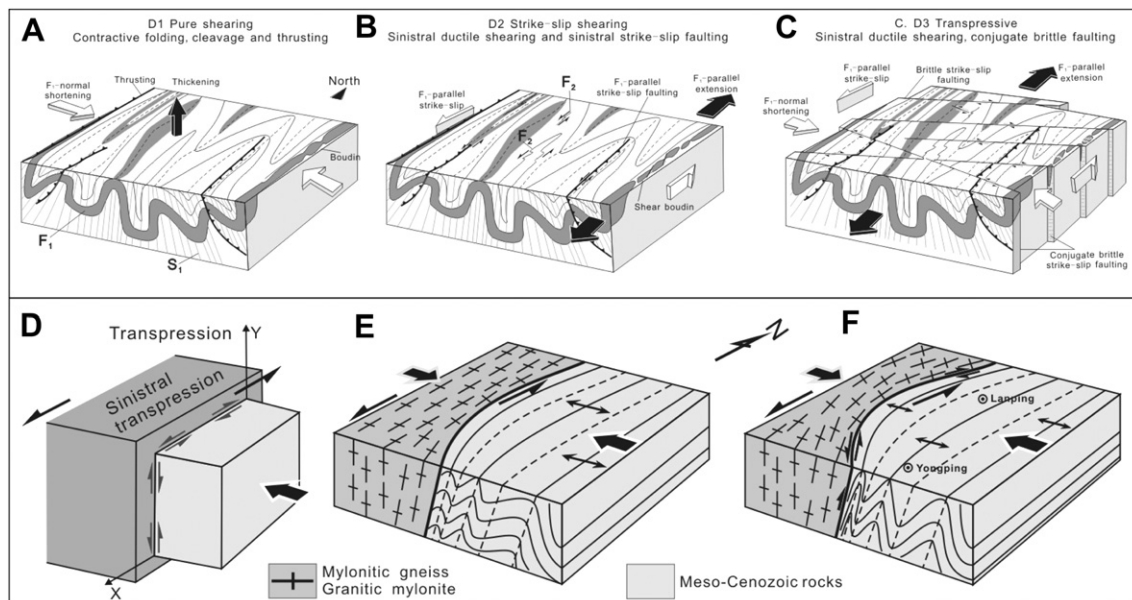 A
D1 Pure shearing
Contractive folding, cleavage and thrusting
F₁-normal
shortening
Thrusting
Thickening
North
Boudin
F₁
S₁
B
D2 Strike-slip shearing
Sinistral ductile shearing and sinistral strike-slip faulting
F₁-parallel
strike-slip
F₂
F₁-parallel
strike-slip faulting
F₁-parallel
extension
F₂
Shear boudin
C
C. D3 Transpressive
Sinistral ductile shearing, conjugate brittle faulting
F₁-parallel
strike-slip
Brittle strike-slip
faulting
F₁-parallel
extension
F₁-normal
shortening
Conjugate brittle
strike-slip faulting
D
Transpression
Y
Sinistral
transpression
X
E
N
F
Lanping
Yongping
Mylonitic gneiss
Granitic mylonite
Meso-Cenozoic rocks